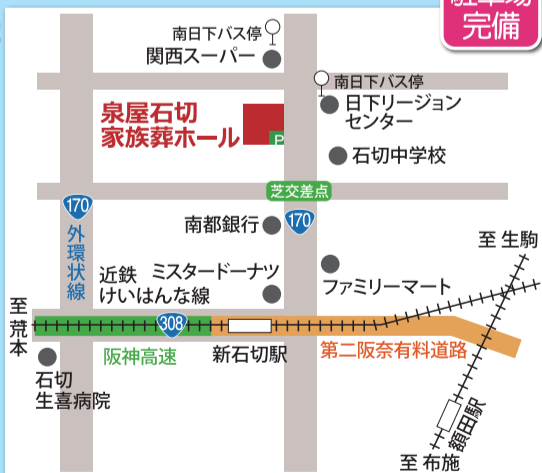 駐車場
完備
南日下バス停
関西スーパー
南日下バス停
日下リージョン
センター
泉屋石切
家族葬ホール
P
石切中学校
芝交差点
170
外環状線
南都銀行
170
至 生駒
近鉄
けいはんな線
ミスタードーナツ
ファミリーマート
至荒本
308
阪神高速
新石切駅
第二阪奈有料道路
石切
生喜病院
額田駅
至 布施